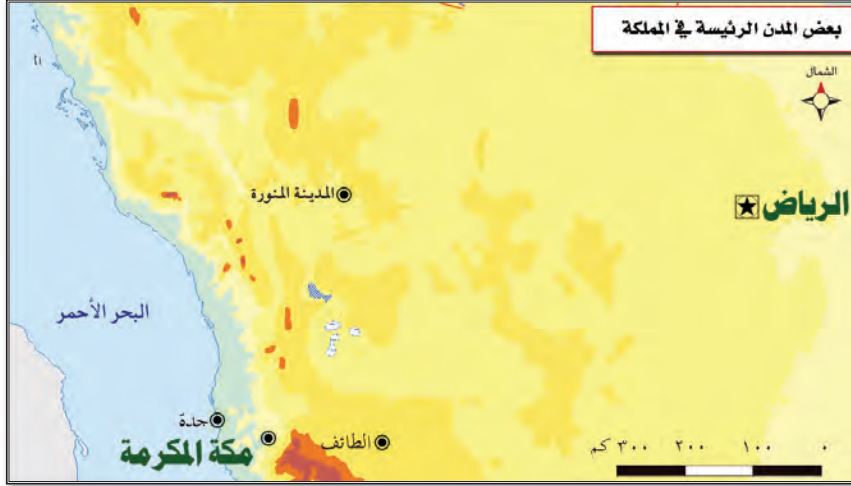 بعض المدن الرئيسة في المملكة
الشمال
المدينة المنورة
الرياض
البحر الأحمر
جدة
مكة المكرمة
الطائف
٠ ١٠٠ ٢٠٠ ٣٠٠ كم